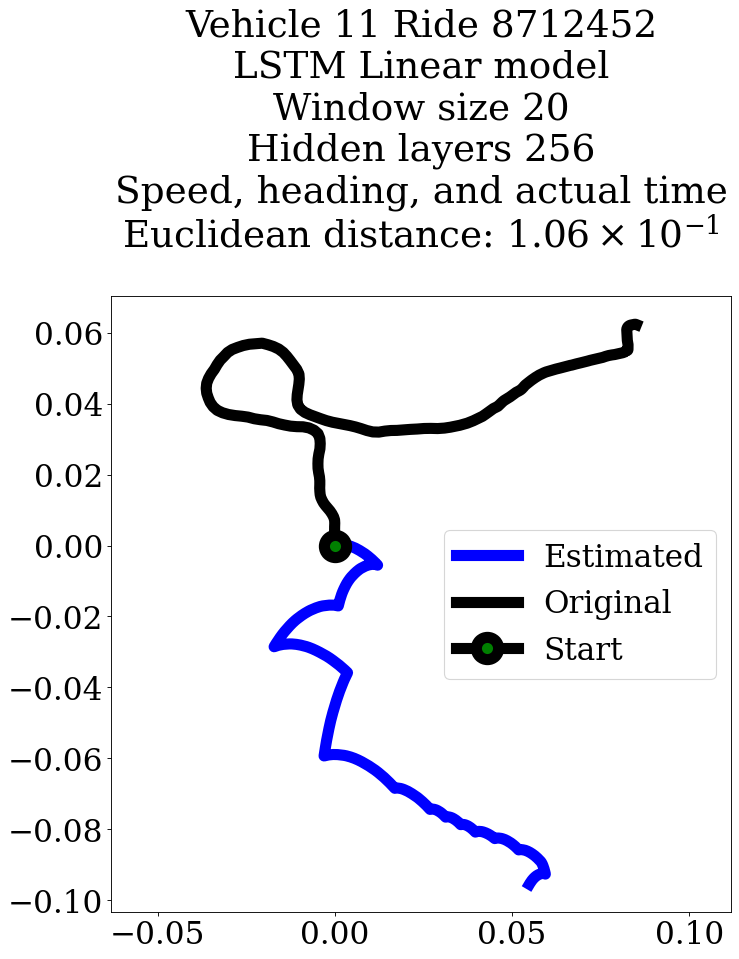 Vehicle 11 Ride 8712452
LSTM Linear model
Window size 20
Hidden layers 256
Speed, heading, and actual time
Euclidean distance: 1.06 × 10⁻¹
0.06
0.04
0.02
0.00
−0.02
−0.04
−0.06
−0.08
−0.10
Estimated
Original
Start
−0.05 0.00 0.05 0.10